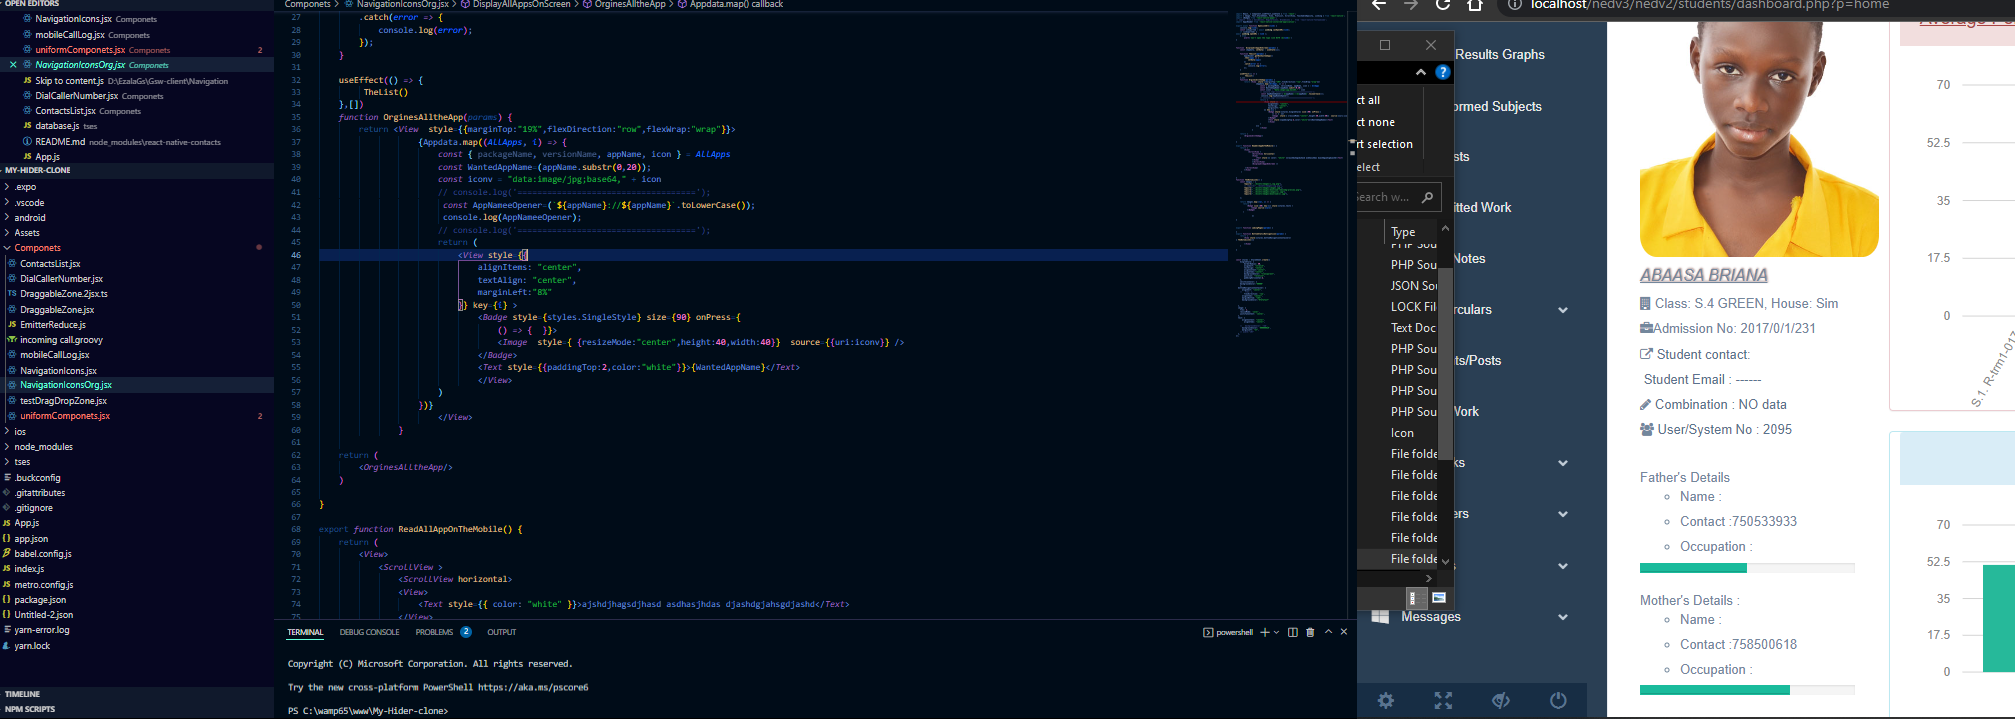 OPEN EDITORS
NavigationIcons.jsx Componets
mobileCallLog.jsx Componets
uniformComponets.jsx Componets 2
NavigationIconsOrg.jsx Componets
JS Skip to content.js D:\EzalaGs\Gsw-client\Navigation
DialCallerNumber.jsx Componets
ContactsList.jsx Componets
JS database.js tses
README.md node_modules\react-native-contacts
JS App.js
MY-HIDER-CLONE
.expo
.vscode
android
Assets
Componets
ContactsList.jsx
DialCallerNumber.jsx
TS DraggableZone.2jsx.ts
DraggableZone.jsx
JS EmitterReduce.js
incoming call.groovy
mobileCallLog.jsx
NavigationIcons.jsx
NavigationIconsOrg.jsx
testDragDropZone.jsx
uniformComponets.jsx 2
ios
node_modules
tses
.buckconfig
.gitattributes
.gitignore
JS App.js
{} app.json
babel.config.js
JS index.js
JS metro.config.js
{} package.json
{} Untitled-2.json
yarn-error.log
yarn.lock
TIMELINE
NPM SCRIPTS
Componets > NavigationIconsOrg.jsx > DisplayAllAppsOnScreen > OrginesAlltheApp > Appdata.map() callback
27 .catch(error => {
28 console.log(error);
29 });
30 }
31
32 useEffect(() => {
33 TheList()
34 },[])
35 function OrginesAlltheApp(params) {
36 return <View style={{marginTop:"19%",flexDirection:"row",flexWrap:"wrap"}}>
37 {Appdata.map((ALLApps, i) => {
38 const { packageName, versionName, appName, icon } = ALLApps
39 const WantedAppName=(appName.substr(0,20));
40 const iconv = "data:image/jpg;base64," + icon
41 // console.log('===================================');
42 const AppNameeOpener=(`${appName}://${appName}`.toLowerCase());
43 console.log(AppNameeOpener);
44 // console.log('===================================');
45 return (
46 <View style={{
47 alignItems: "center",
48 textAlign: "center",
49 marginLeft:"8%"
50 }} key={i} >
51 <Badge style={styles.SingleStyle} size={90} onPress={
52 () => { }}>
53 <Image style={ {resizeMode:"center",height:40,width:40}} source={{uri:iconv}} />
54 </Badge>
55 <Text style={{paddingTop:2,color:"white"}}>{WantedAppName}</Text>
56 </View>
57 )
58 })}
59 </View>
60 }
61
62 return (
63 <OrginesAlltheApp/>
64 )
65
66 }
67
68 export function ReadAllAppOnTheMobile() {
69 return (
70 <View>
71 <ScrollView >
72 <ScrollView horizontal>
73 <View>
74 <Text style={{ color: "white" }}>ajshdjhagsdjhasd asdhasjhdas djashdgjahsgdjashd</Text>
75 </View>
TERMINAL DEBUG CONSOLE PROBLEMS 2 OUTPUT
powershell
Copyright (C) Microsoft Corporation. All rights reserved.
Try the new cross-platform PowerShell https://aka.ms/pscore6
PS C:\wamp65\www\My-Hider-clone>
localhost/nedv3/nedv2/students/dashboard.php?p=home
ct all
ct none
rt selection
elect
Search w...
Type
PHP Sou
PHP Sou
JSON Sou
LOCK Fil
Text Doc
PHP Sou
PHP Sou
PHP Sou
PHP Sou
Icon
File folde
File folde
File folde
File folde
File folde
File folde
Results Graphs
ormed Subjects
sts
itted Work
Notes
rculars
ts/Posts
Work
ks
ers
s
Messages
ABAASA BRIANA
Class: S.4 GREEN, House: Sim
Admission No: 2017/0/1/231
Student contact:
Student Email : ------
Combination : NO data
User/System No : 2095
Father's Details
Name :
Contact :750533933
Occupation :
Mother's Details :
Name :
Contact :758500618
Occupation :
70
52.5
35
17.5
0
S.1. R-trm1-017
70
52.5
35
17.5
0